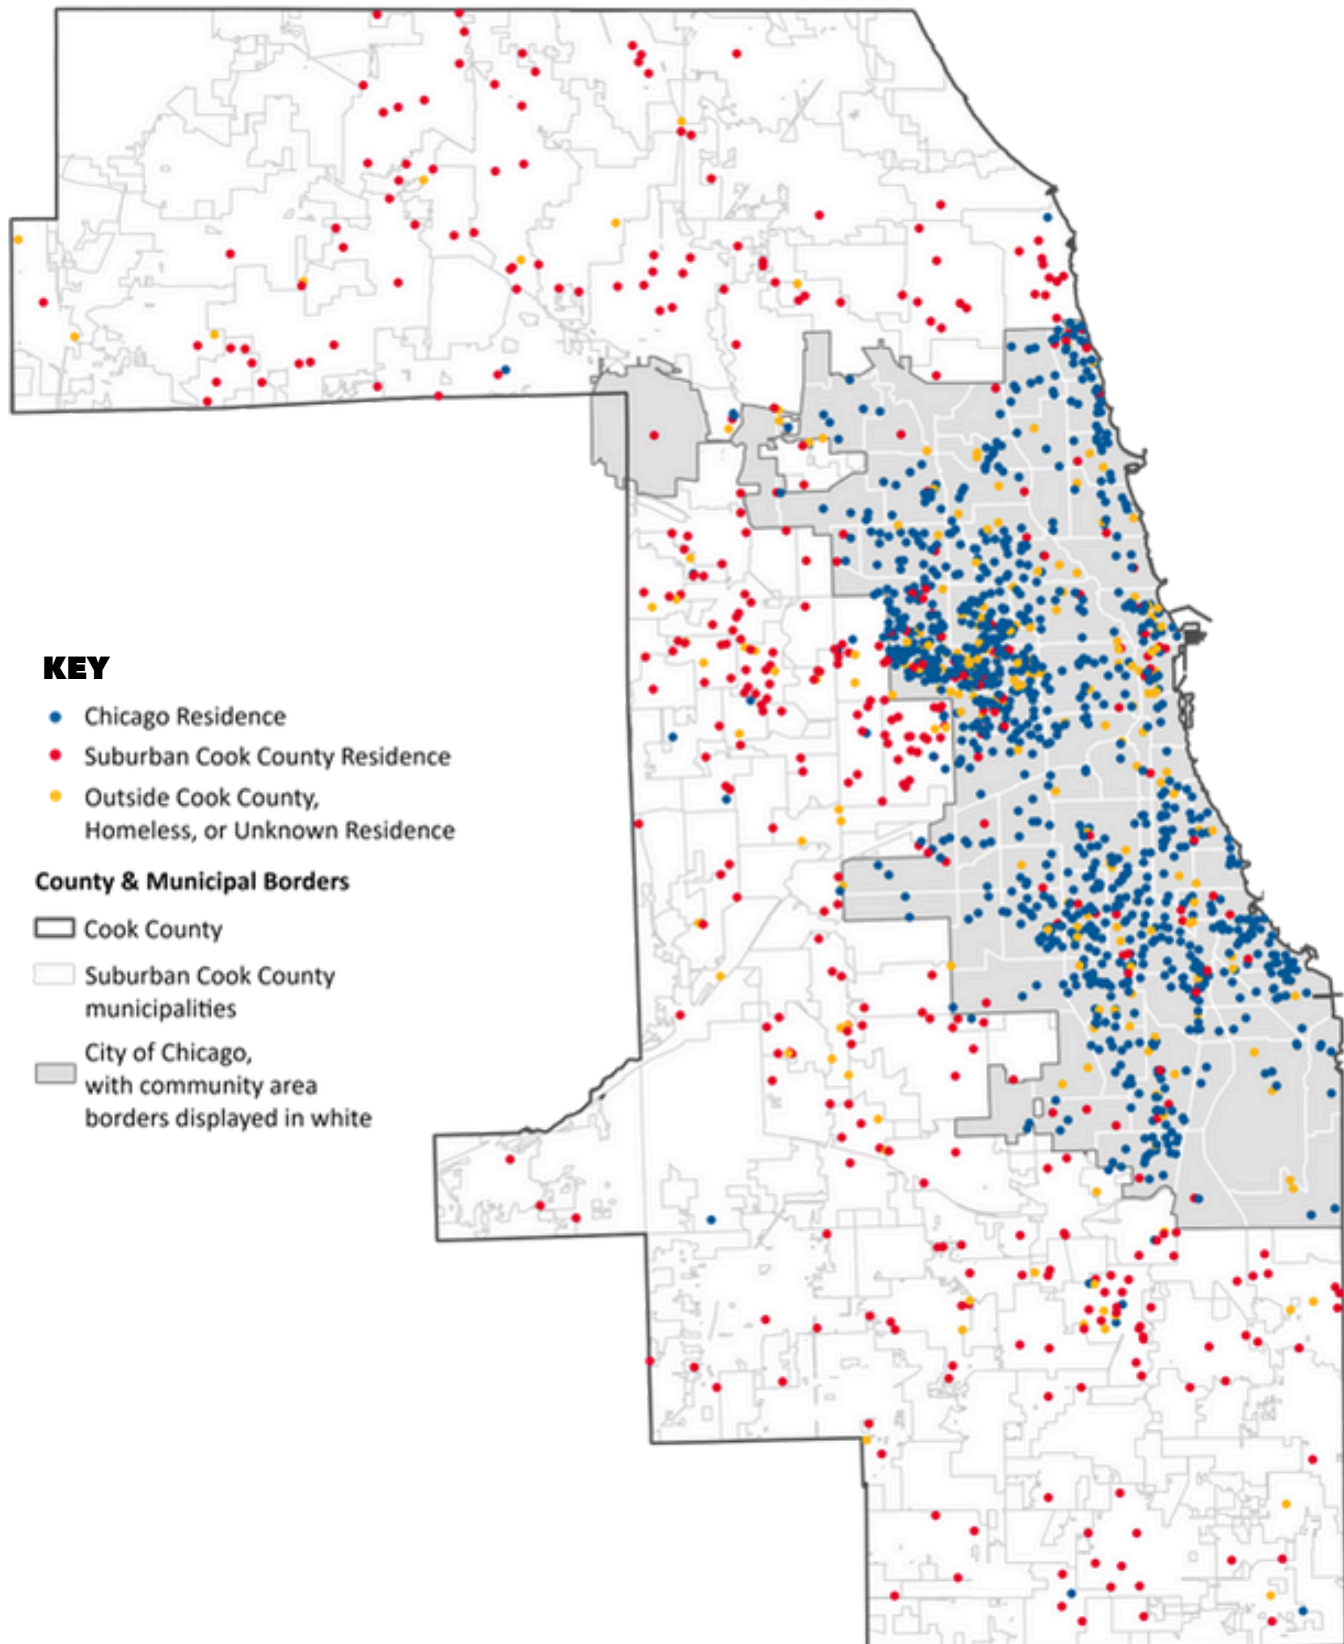 KEY
Chicago Residence
Suburban Cook County Residence
Outside Cook County,
Homeless, or Unknown Residence
County & Municipal Borders
Cook County
Suburban Cook County
municipalities
City of Chicago,
with community area
borders displayed in white